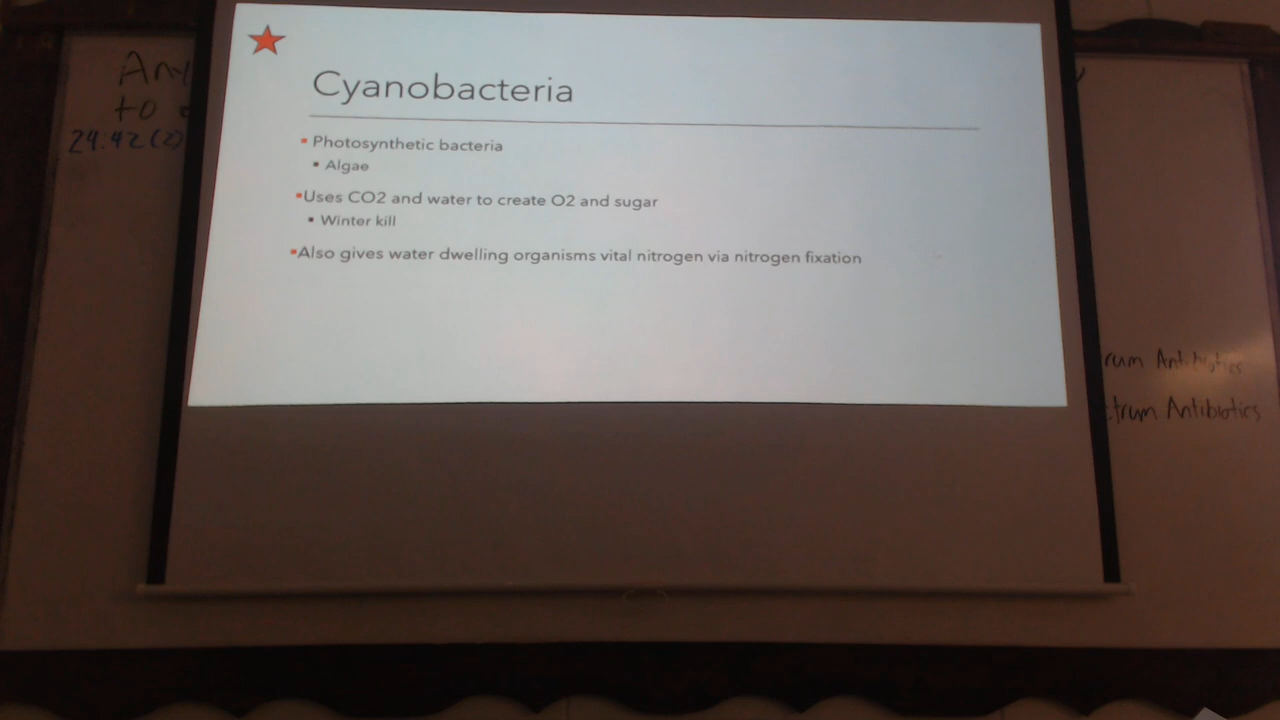 Cyanobacteria
▪ Photosynthetic bacteria
▪ Algae
▪Uses CO2 and water to create O2 and sugar
▪ Winter kill
▪Also gives water dwelling organisms vital nitrogen via nitrogen fixation
to
24:42 (2)
Antibiotics
Antibiotics